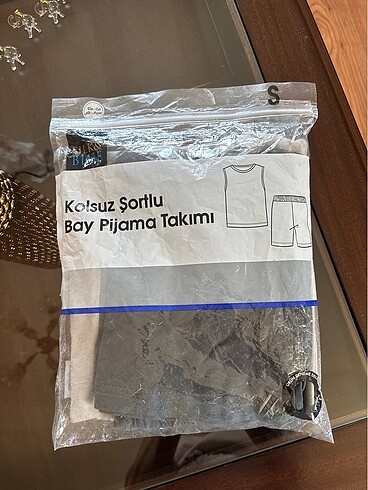 S
Kolsuz Şortlu
Bay Pijama Takımı